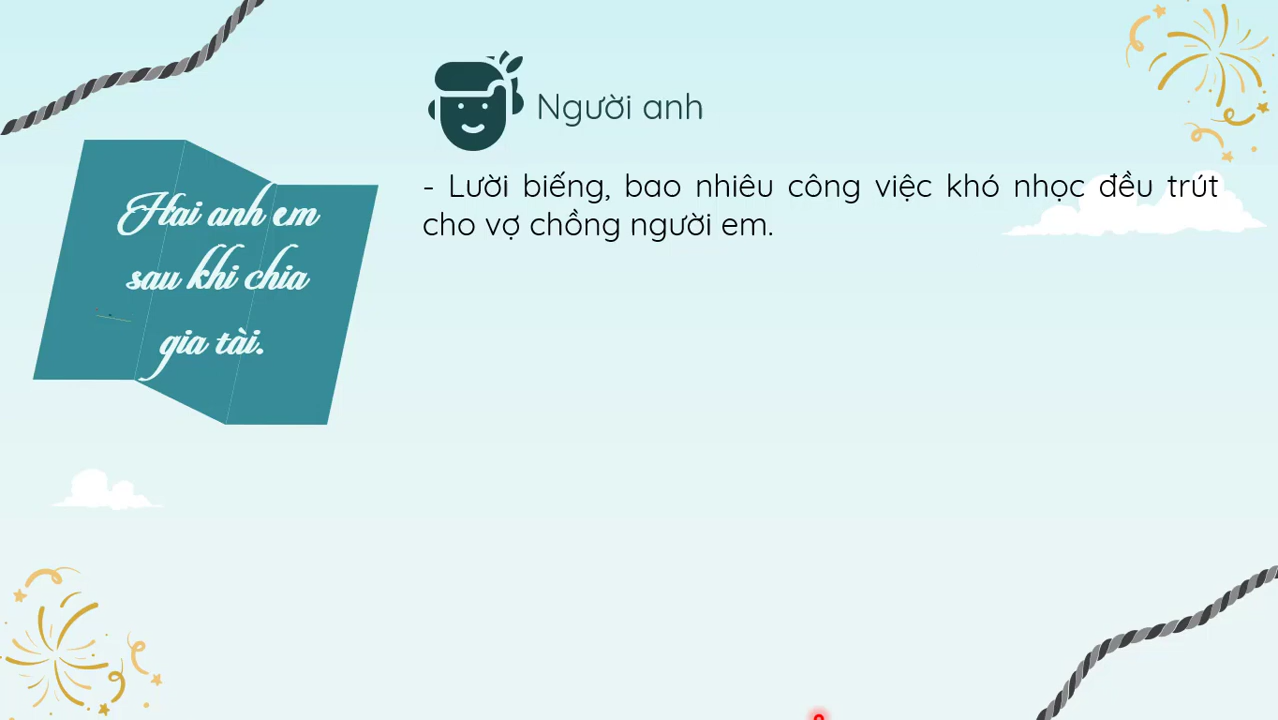 Người anh
- Lười biếng, bao nhiêu công việc khó nhọc đều trút
cho vợ chồng người em.
Hai anh em
sau khi chia
gia tài.